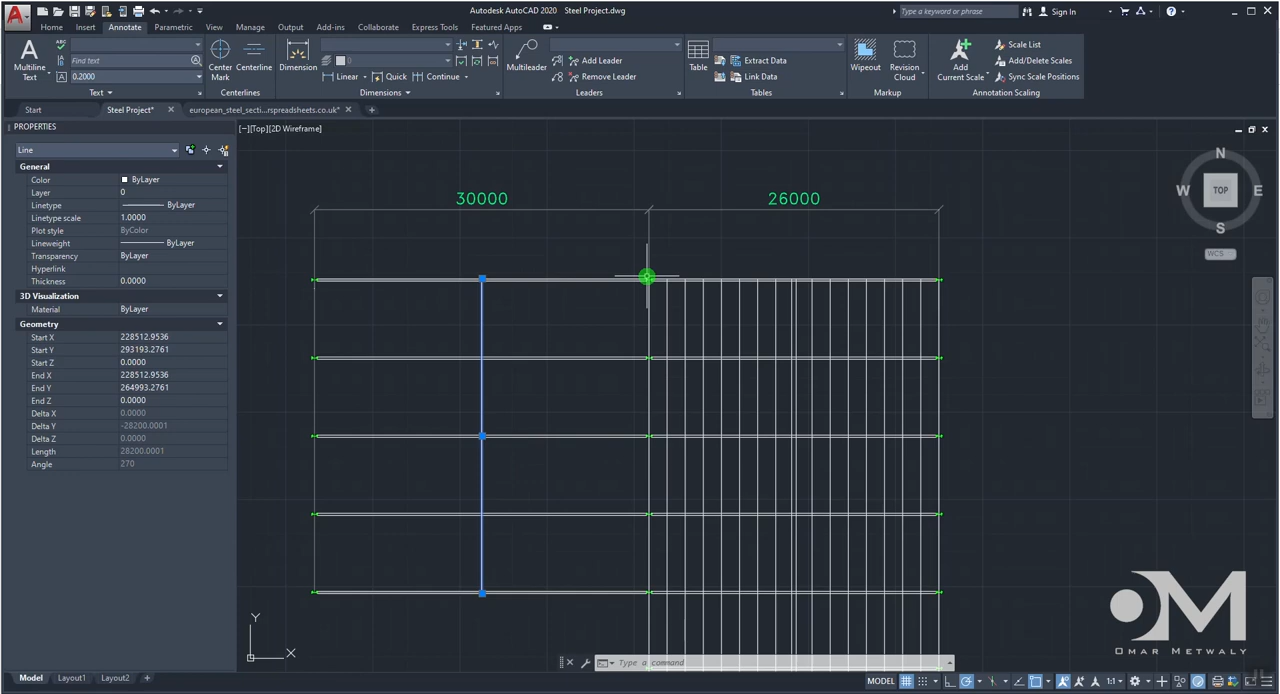 Autodesk AutoCAD 2020 Steel Project.dwg
Type a keyword or phrase
Sign In
Home Insert Annotate Parametric View Manage Output Add-ins Collaborate Express Tools Featured Apps
Multiline
Text
Find text
0.2000
Text
Center
Mark
Centerline
Centerlines
Dimension
Linear Quick Continue
Dimensions
Multileader
Add Leader
Remove Leader
Leaders
Table
Extract Data
Link Data
Tables
Wipeout
Revision
Cloud
Markup
Add
Current Scale
Scale List
Add/Delete Scales
Sync Scale Positions
Annotation Scaling
Start
Steel Project*
european_steel_secti...rspreadsheets.co.uk*
PROPERTIES
[−][Top][2D Wireframe]
Line
General
Color ByLayer
Layer 0
Linetype ByLayer
Linetype scale 1.0000
Plot style ByColor
Lineweight ByLayer
Transparency ByLayer
Hyperlink
Thickness 0.0000
3D Visualization
Material ByLayer
Geometry
Start X 228512.9536
Start Y 293193.2761
Start Z 0.0000
End X 228512.9536
End Y 264993.2761
End Z 0.0000
Delta X 0.0000
Delta Y -28200.0001
Delta Z 0.0000
Length 28200.0001
Angle 270
30000
26000
N
W TOP E
S
WCS
Y
X
Type a command
OM
OMAR METWALY
Model Layout1 Layout2
MODEL
1:1